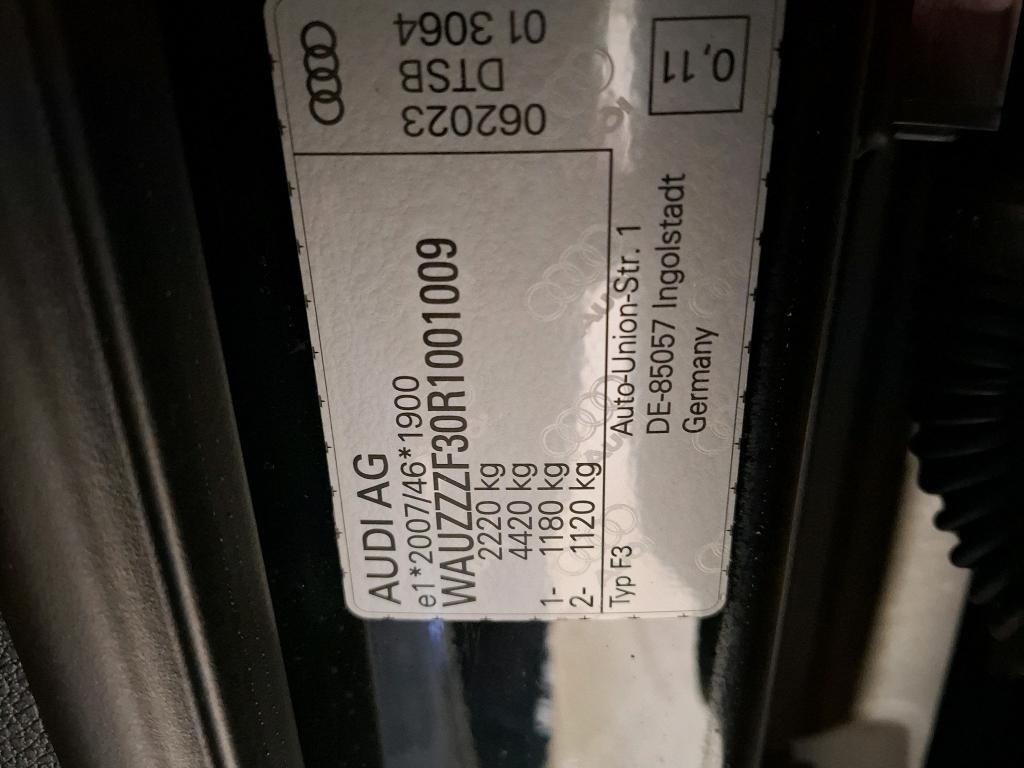 AUDI AG
e1*2007/46*1900
WAUZZZF30R1001009
2220 kg
4420 kg
1- 1180 kg
2- 1120 kg
Typ F3
Auto-Union-Str. 1
DE-85057 Ingolstadt
Germany
062023
DTSB
01 3064
0,11